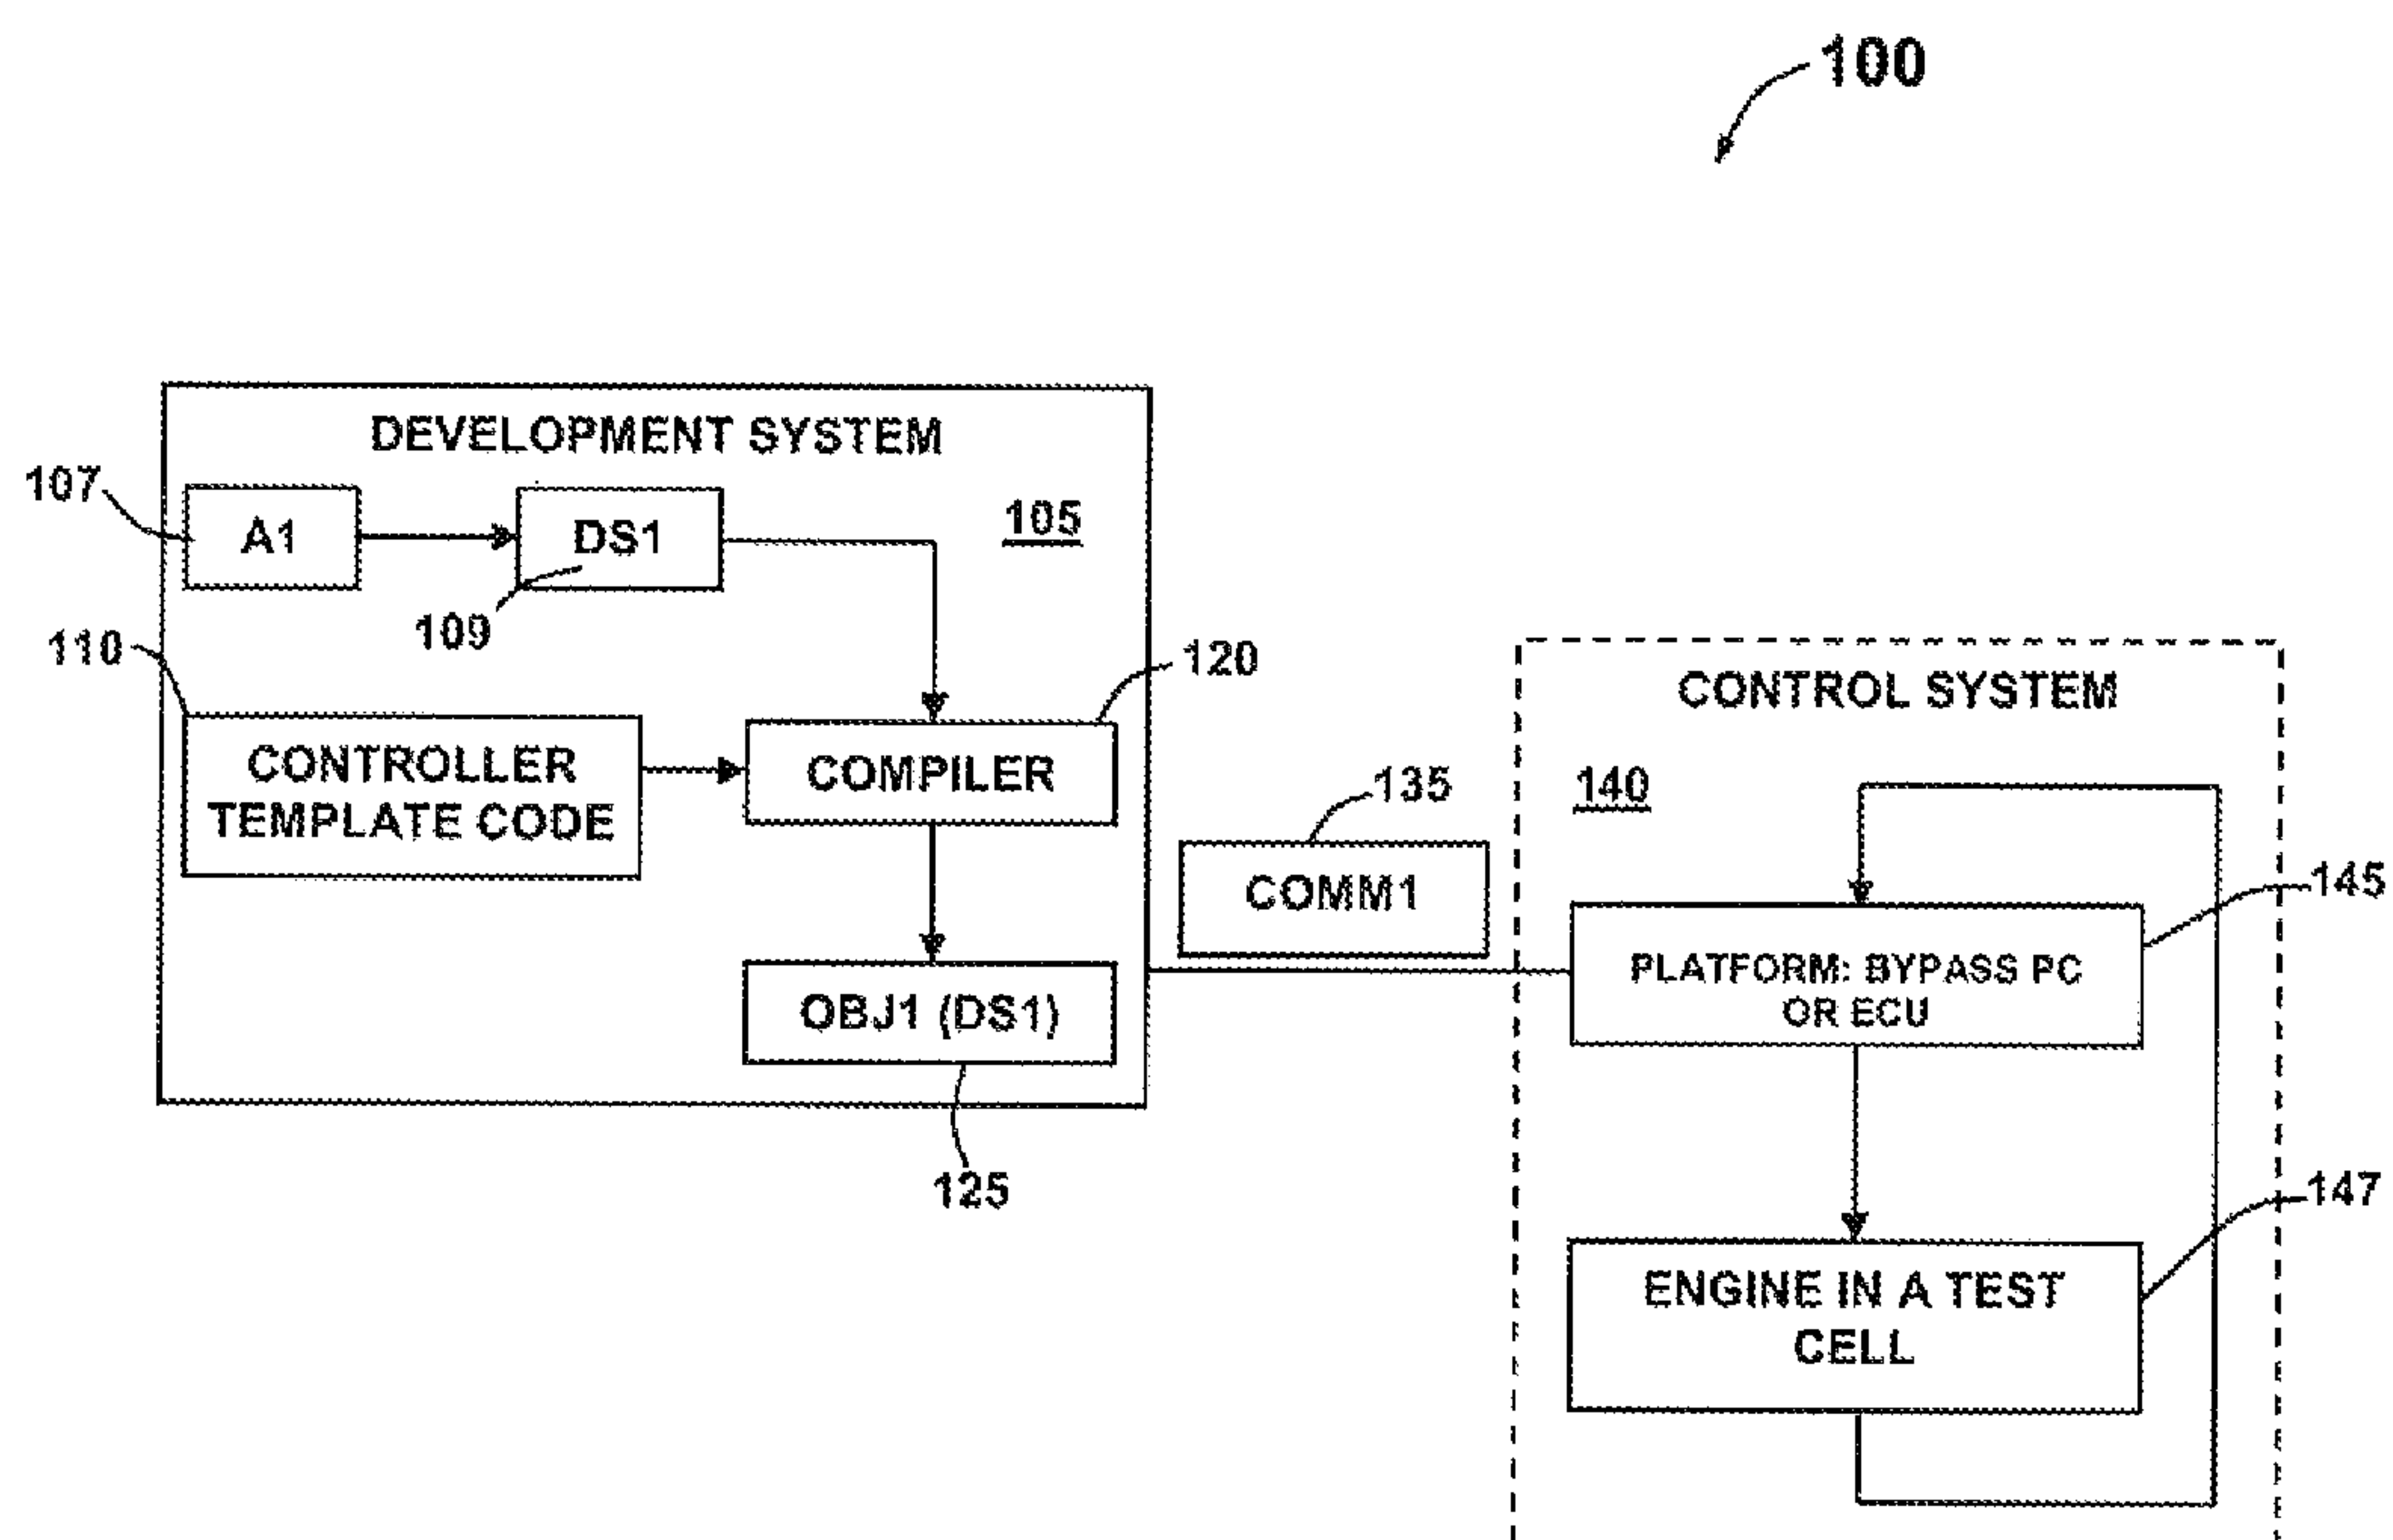 100
DEVELOPMENT SYSTEM
107
A1
DS1
105
109
110
120
CONTROLLER
TEMPLATE CODE
COMPILER
OBJ1 (DS1)
125
135
COMM1
CONTROL SYSTEM
140
145
PLATFORM: BYPASS PC
OR ECU
147
ENGINE IN A TEST
CELL